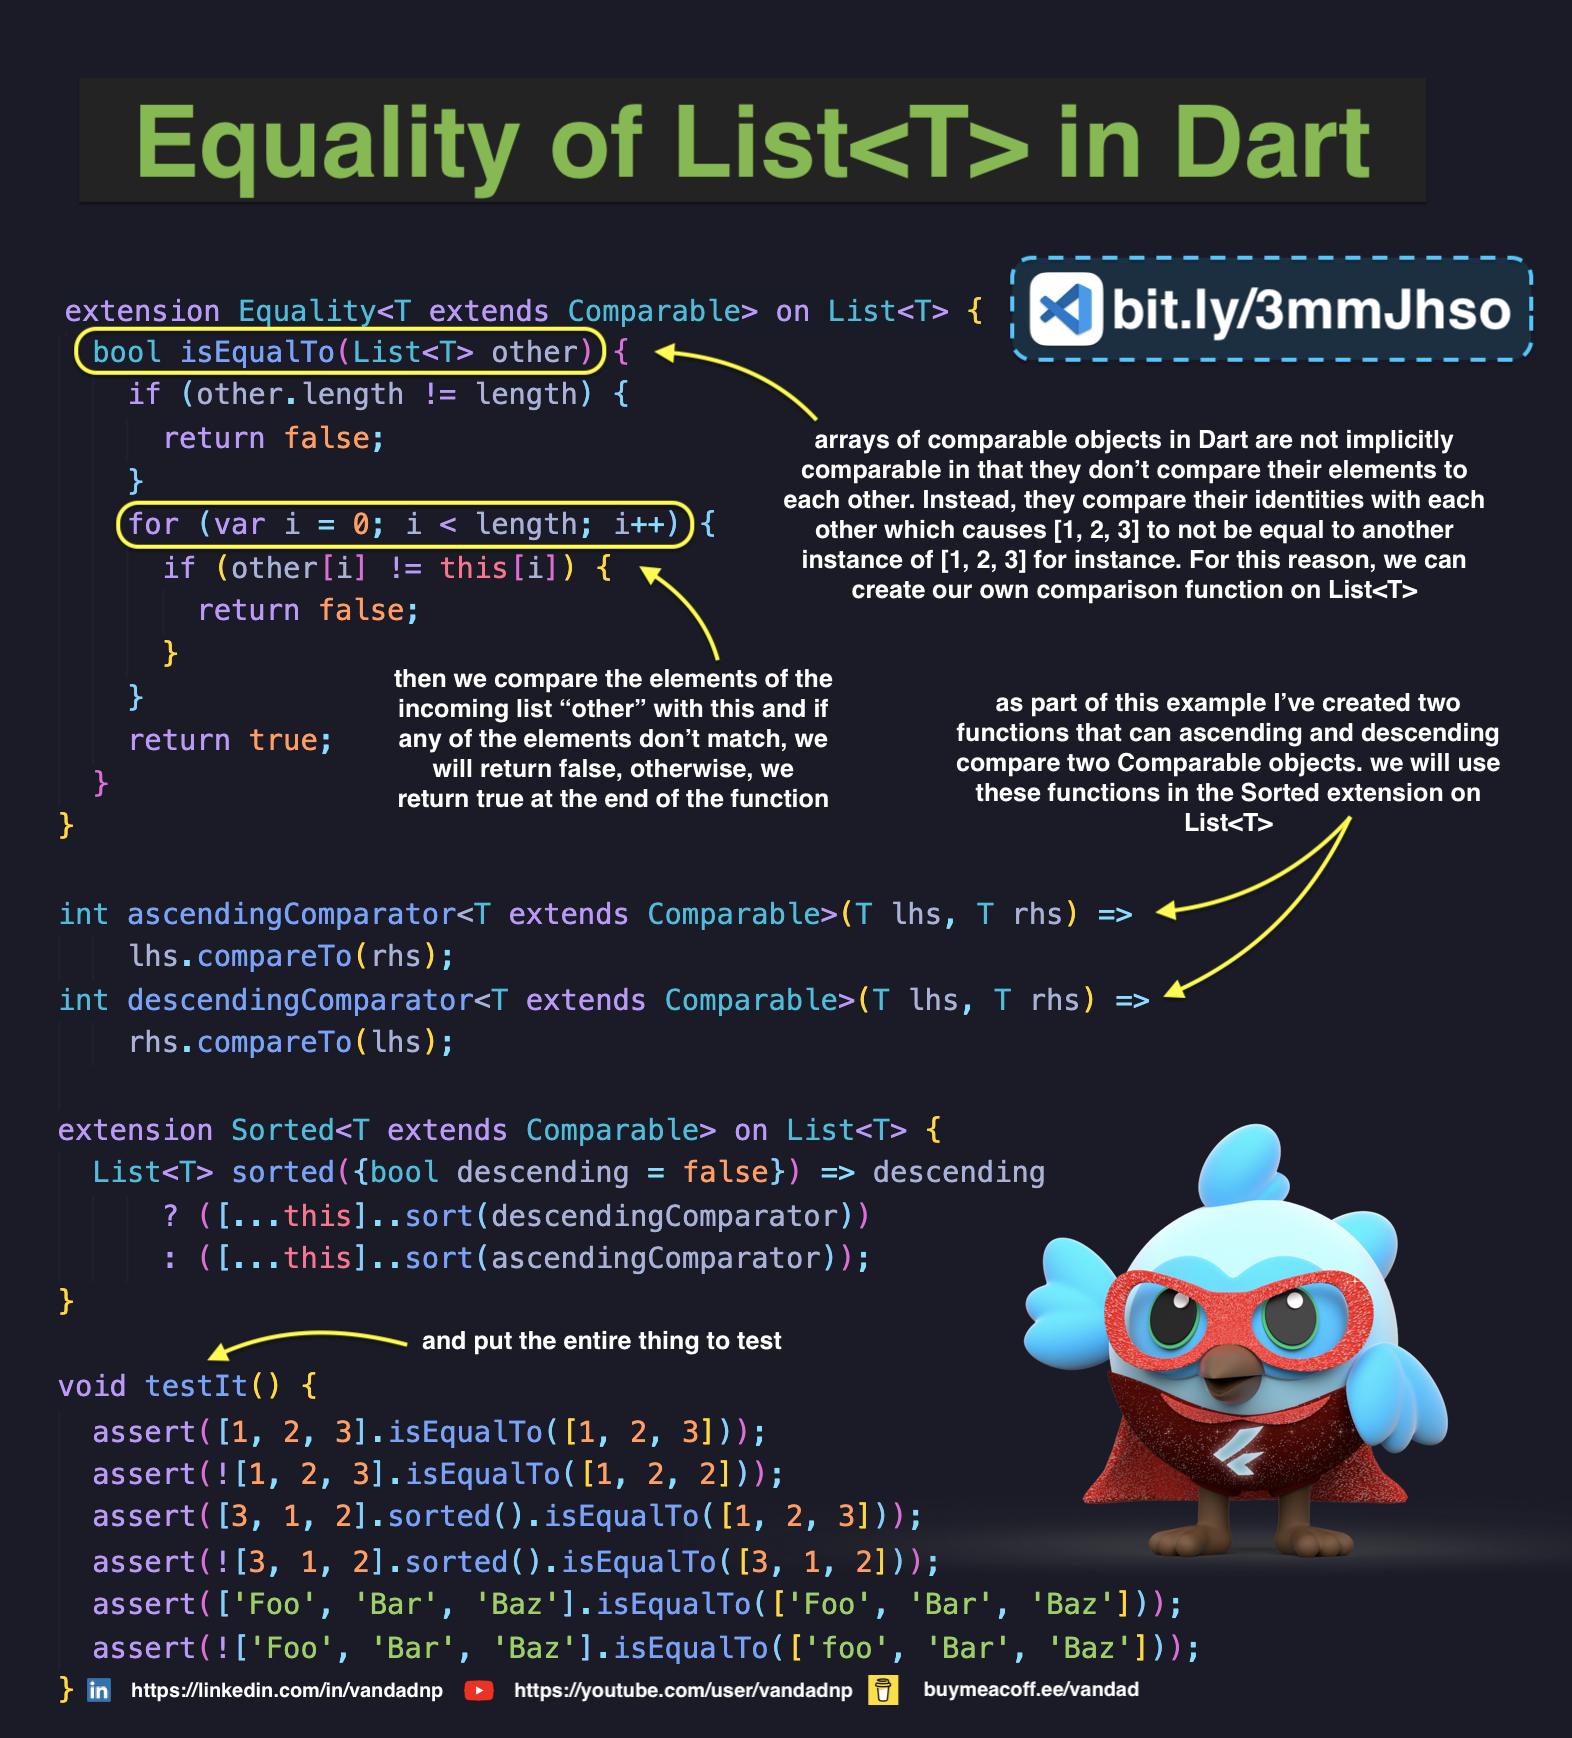 Equality of List<T> in Dart
bit.ly/3mmJhso
extension Equality<T extends Comparable> on List<T> {
bool isEqualTo(List<T> other) {
if (other.length != length) {
return false;
}
for (var i = 0; i < length; i++) {
if (other[i] != this[i]) {
return false;
}
}
return true;
}
}
arrays of comparable objects in Dart are not implicitly
comparable in that they don’t compare their elements to
each other. Instead, they compare their identities with each
other which causes [1, 2, 3] to not be equal to another
instance of [1, 2, 3] for instance. For this reason, we can
create our own comparison function on List<T>
then we compare the elements of the
incoming list “other” with this and if
any of the elements don’t match, we
will return false, otherwise, we
return true at the end of the function
as part of this example I’ve created two
functions that can ascending and descending
compare two Comparable objects. we will use
these functions in the Sorted extension on
List<T>
int ascendingComparator<T extends Comparable>(T lhs, T rhs) =>
lhs.compareTo(rhs);
int descendingComparator<T extends Comparable>(T lhs, T rhs) =>
rhs.compareTo(lhs);
extension Sorted<T extends Comparable> on List<T> {
List<T> sorted({bool descending = false}) => descending
? ([...this]..sort(descendingComparator))
: ([...this]..sort(ascendingComparator));
}
and put the entire thing to test
void testIt() {
assert([1, 2, 3].isEqualTo([1, 2, 3]));
assert(![1, 2, 3].isEqualTo([1, 2, 2]));
assert([3, 1, 2].sorted().isEqualTo([1, 2, 3]));
assert(![3, 1, 2].sorted().isEqualTo([3, 1, 2]));
assert(['Foo', 'Bar', 'Baz'].isEqualTo(['Foo', 'Bar', 'Baz']));
assert(!['Foo', 'Bar', 'Baz'].isEqualTo(['foo', 'Bar', 'Baz']));
}
https://linkedin.com/in/vandadnp
https://youtube.com/user/vandadnp
buymeacoff.ee/vandad